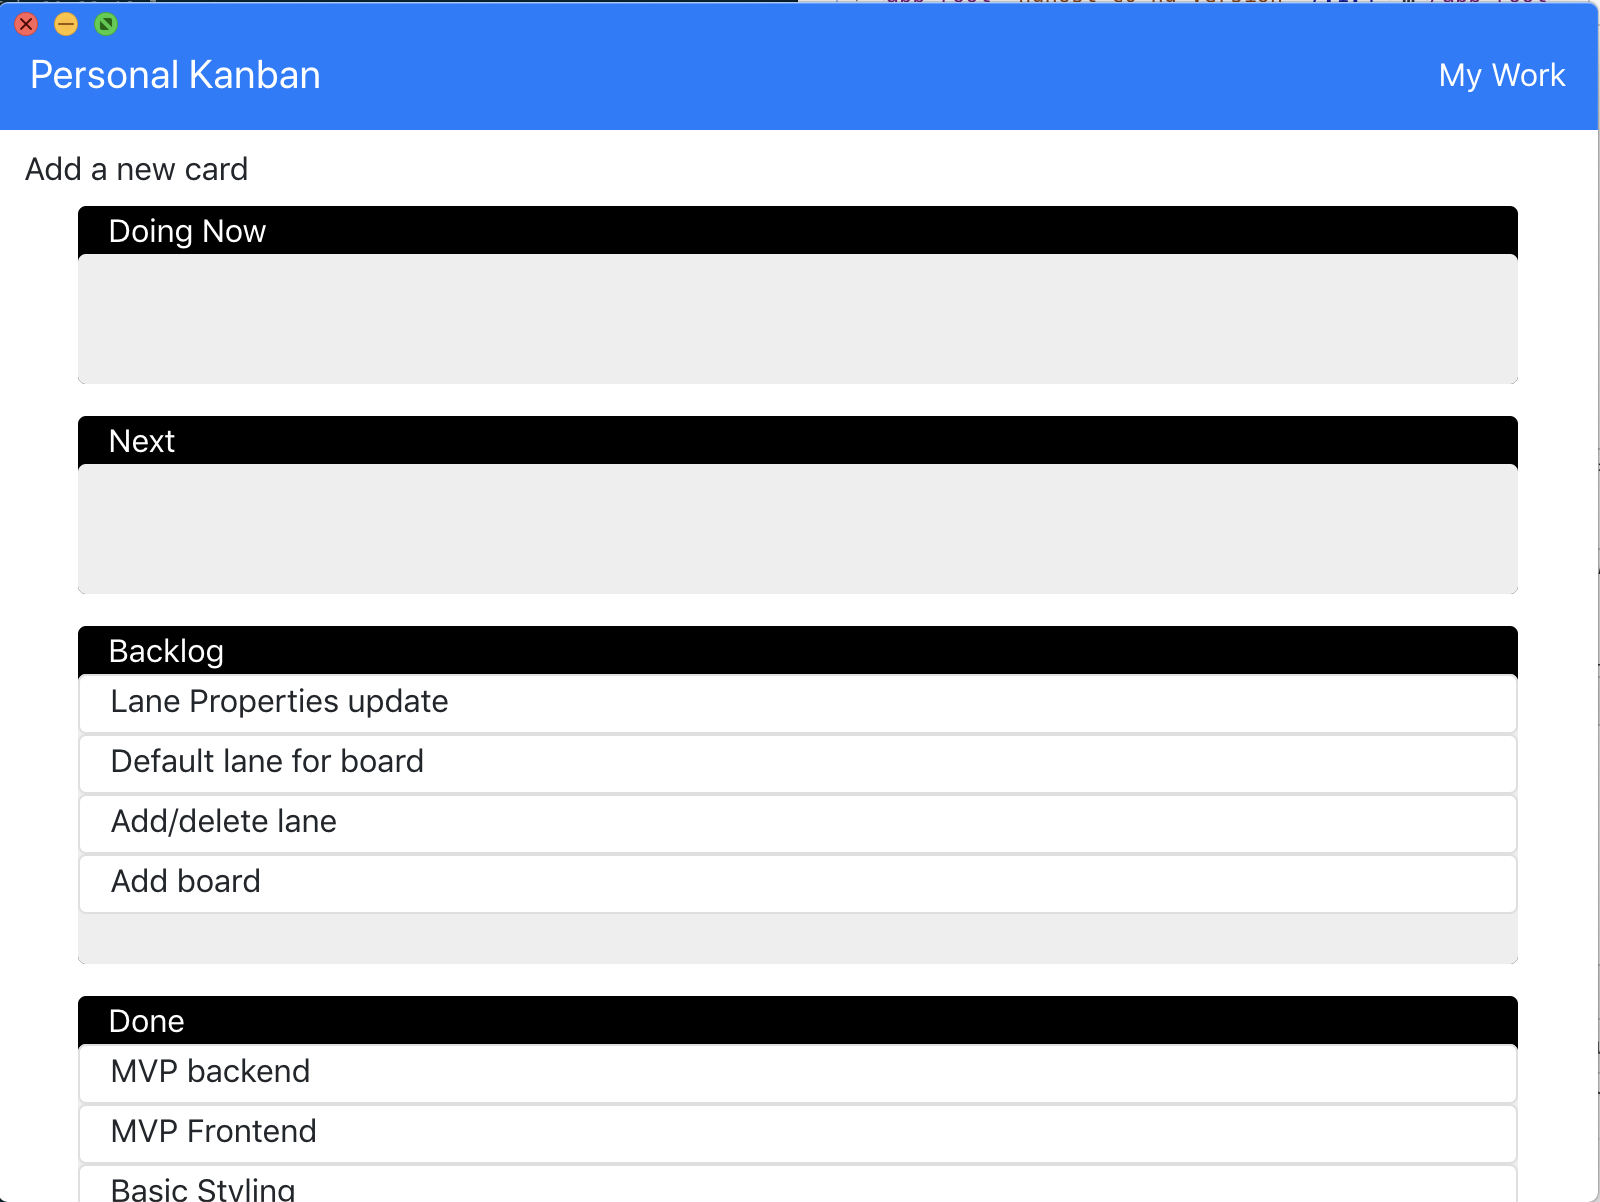 Personal Kanban
My Work
Add a new card
Doing Now
Next
Backlog
Lane Properties update
Default lane for board
Add/delete lane
Add board
Done
MVP backend
MVP Frontend
Basic Styling